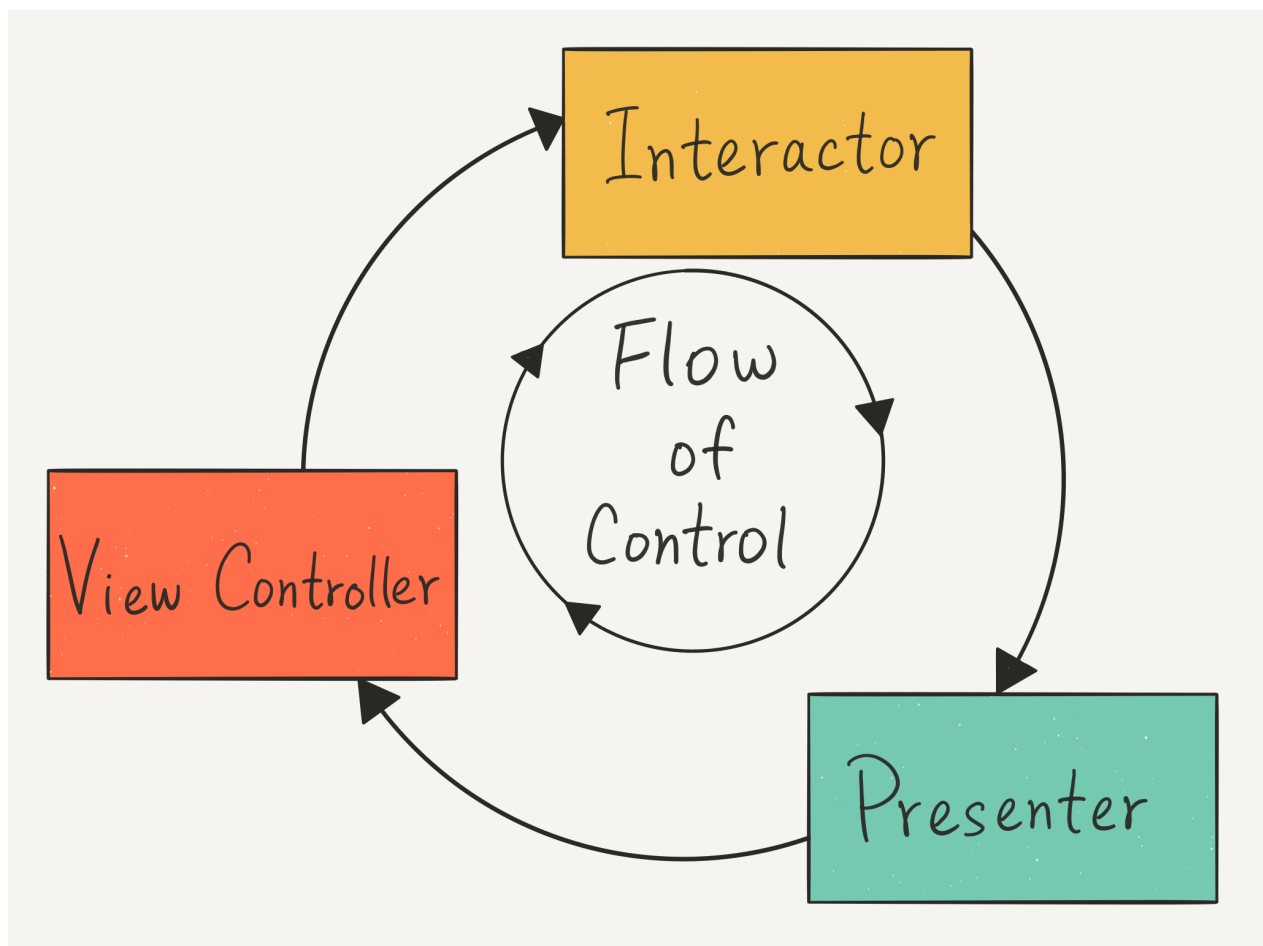 Interactor
Flow
of
Control
View Controller
Presenter